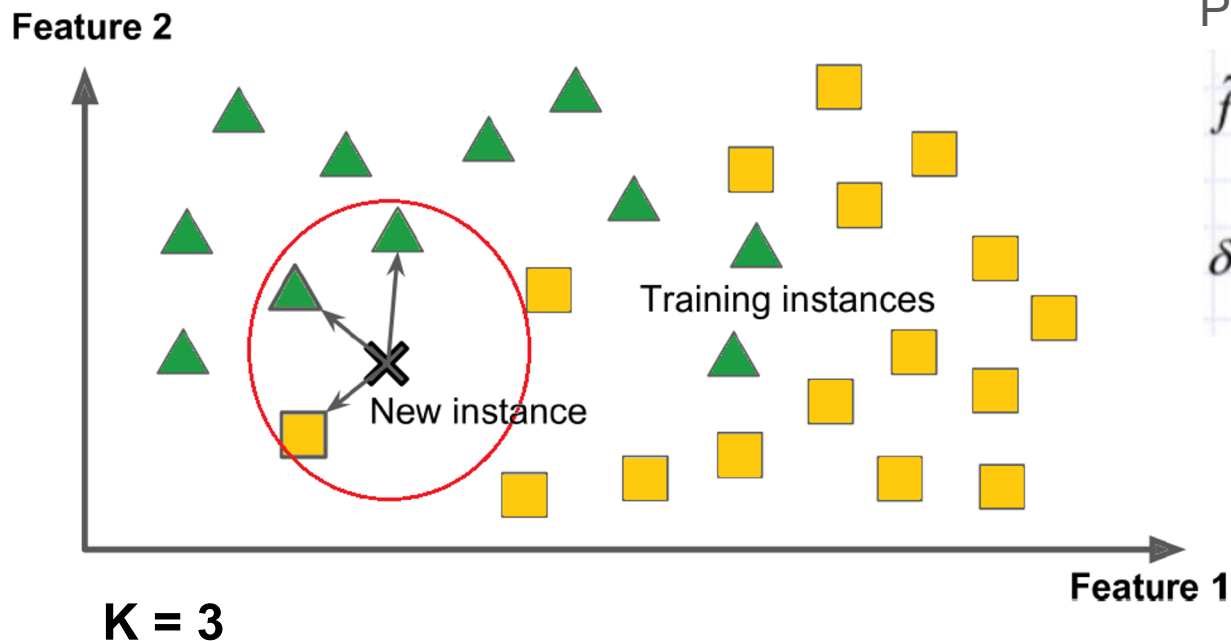 Feature 2
P
f
δ
Training instances
New instance
Feature 1
K = 3